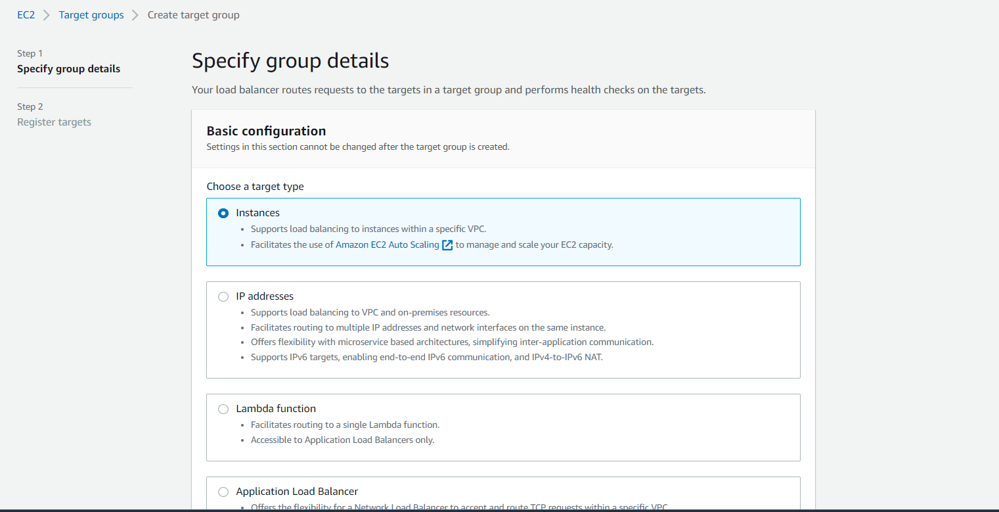 EC2 > Target groups > Create target group
Step 1
Specify group details
Step 2
Register targets
Specify group details
Your load balancer routes requests to the targets in a target group and performs health checks on the targets.
Basic configuration
Settings in this section cannot be changed after the target group is created.
Choose a target type
Instances
• Supports load balancing to instances within a specific VPC.
• Facilitates the use of Amazon EC2 Auto Scaling to manage and scale your EC2 capacity.
IP addresses
• Supports load balancing to VPC and on-premises resources.
• Facilitates routing to multiple IP addresses and network interfaces on the same instance.
• Offers flexibility with microservice based architectures, simplifying inter-application communication.
• Supports IPv6 targets, enabling end-to-end IPv6 communication, and IPv4-to-IPv6 NAT.
Lambda function
• Facilitates routing to a single Lambda function.
• Accessible to Application Load Balancers only.
Application Load Balancer
• Offers the flexibility for a Network Load Balancer to accept and route TCP requests within a specific VPC.